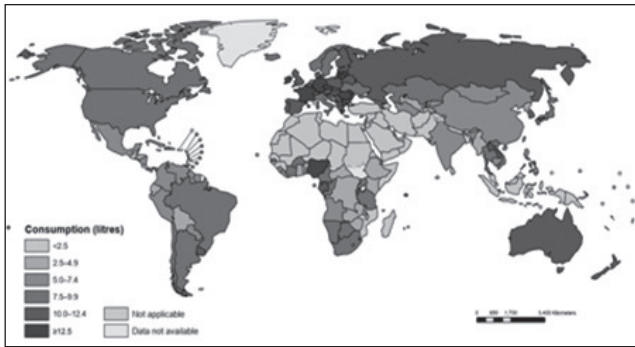 Consumption (litres)
<2.5
2.5–4.9
5.0–7.4
7.5–9.9
10.0–12.4 Not applicable
≥12.5 Data not available